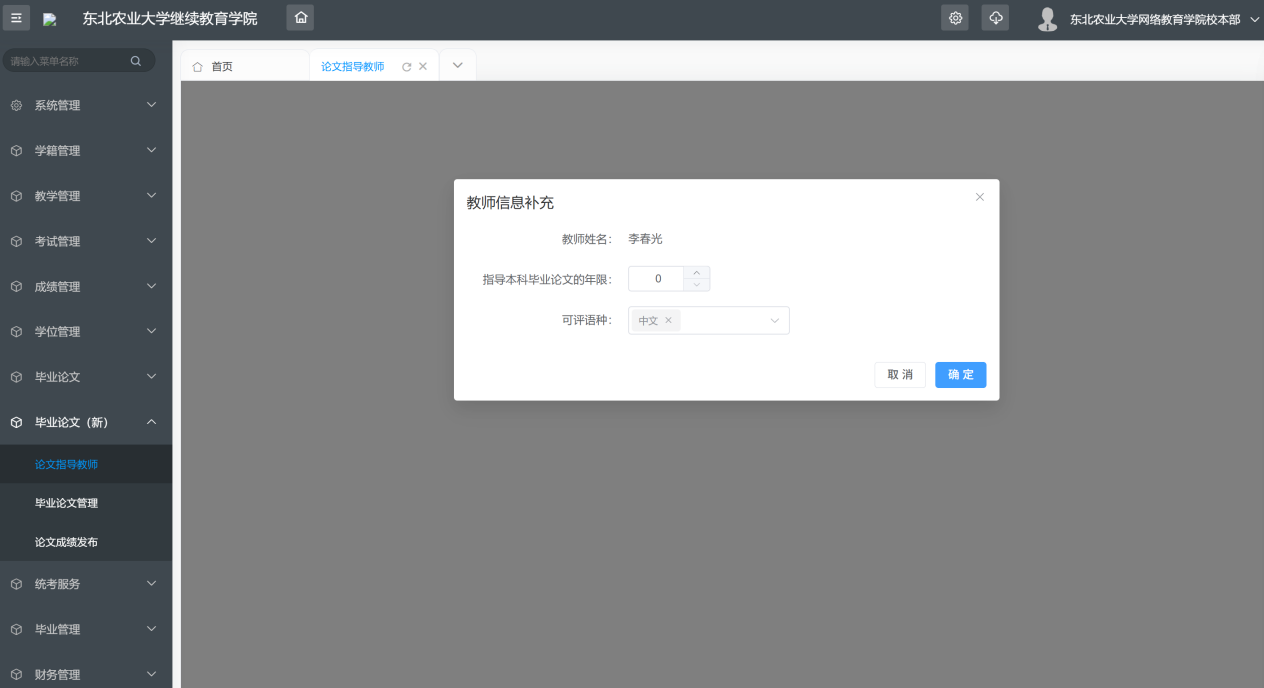 东北农业大学继续教育学院
东北农业大学网络教育学院校本部
请输入菜单名称
首页
论文指导教师
系统管理
学籍管理
教学管理
考试管理
成绩管理
学位管理
毕业论文
毕业论文（新）
论文指导教师
毕业论文管理
论文成绩发布
统考服务
毕业管理
财务管理
教师信息补充
教师姓名： 李春光
指导本科毕业论文的年限： 0
可评语种： 中文
取 消 确 定